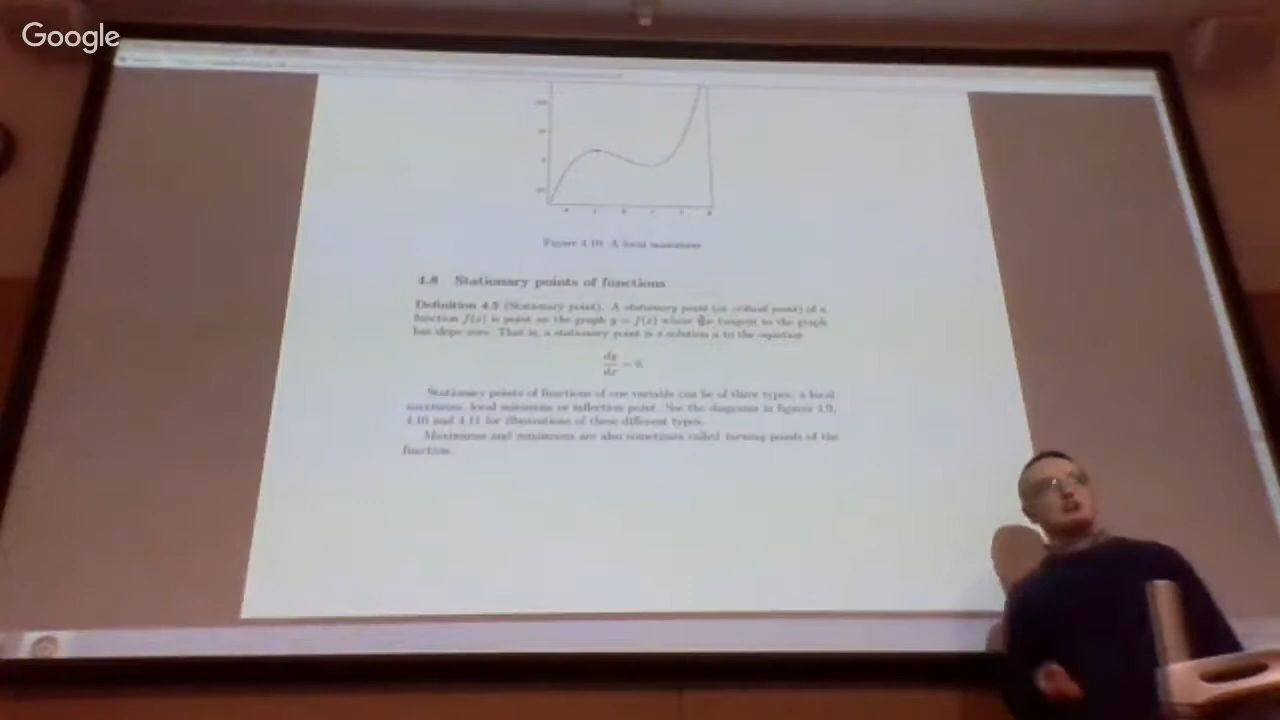 Google
Figure 4.10: A local maximum
4.8 Stationary points of functions
Definition 4.5 (Stationary point). A stationary point (or critical point) of a
function f(x) is point on the graph y = f(x) where the tangent to the graph
has slope zero. That is, a stationary point is a solution a to the equation
dy/dx = 0.
Stationary points of functions of one variable can be of three types, a local
maximum, local minimum or inflection point. See the diagrams in figures 4.9,
4.10 and 4.11 for illustrations of these different types.
Maximums and minimums are also sometimes called turning points of the
function.